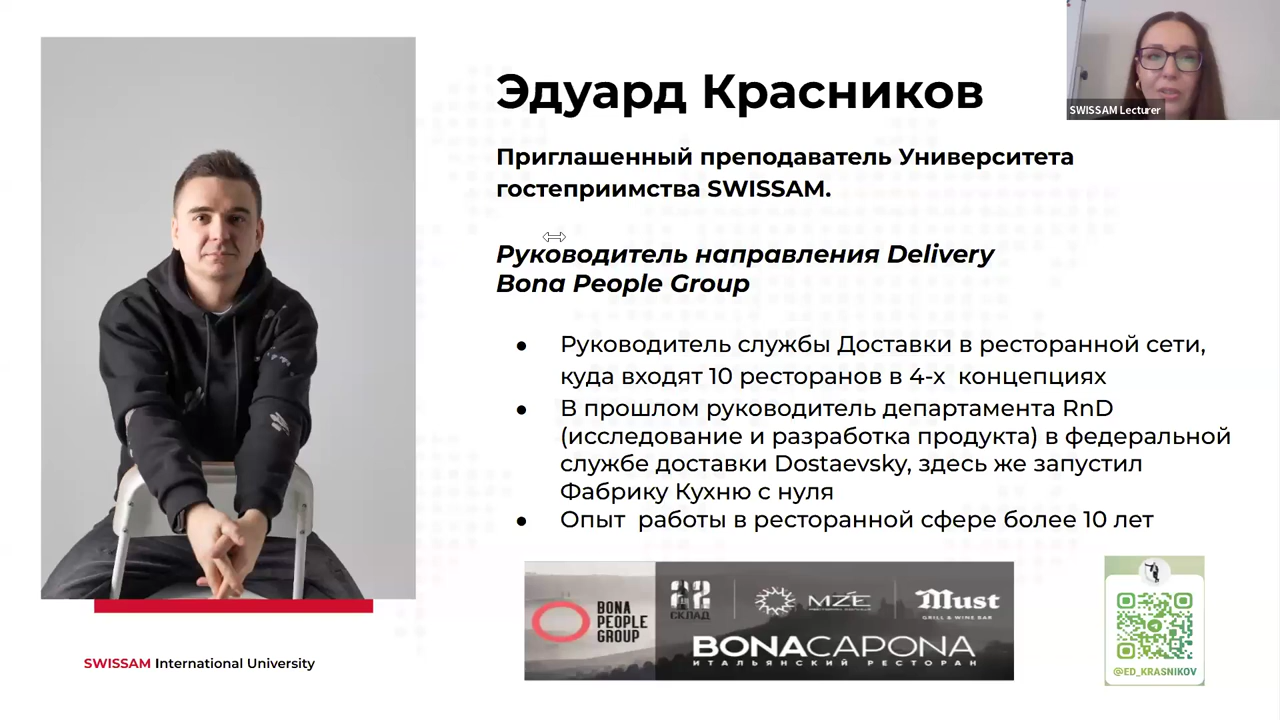 Эдуард Красников
SWISSAM Lecturer
Приглашенный преподаватель Университета
гостеприимства SWISSAM.
Руководитель направления Delivery
Bona People Group
● Руководитель службы Доставки в ресторанной сети,
куда входят 10 ресторанов в 4-х концепциях
● В прошлом руководитель департамента RnD
(исследование и разработка продукта) в федеральной
службе доставки Dostaevsky, здесь же запустил
Фабрику Кухню с нуля
● Опыт работы в ресторанной сфере более 10 лет
BONA
PEOPLE
GROUP
22
СКЛАД
MZE
Must
GRILL & WINE BAR
BONACAPONA
ИТАЛЬЯНСКИЙ РЕСТОРАН
@ED_KRASNIKOV
SWISSAM International University